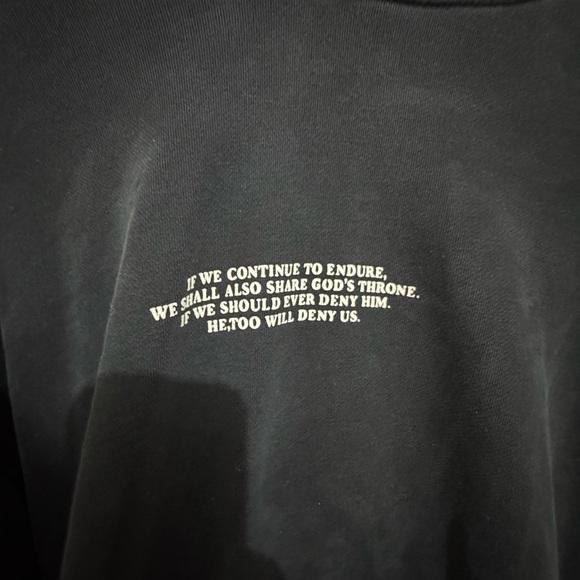 IF WE CONTINUE TO ENDURE,
WE SHALL ALSO SHARE GOD'S THRONE.
IF WE SHOULD EVER DENY HIM.
HE,TOO WILL DENY US.